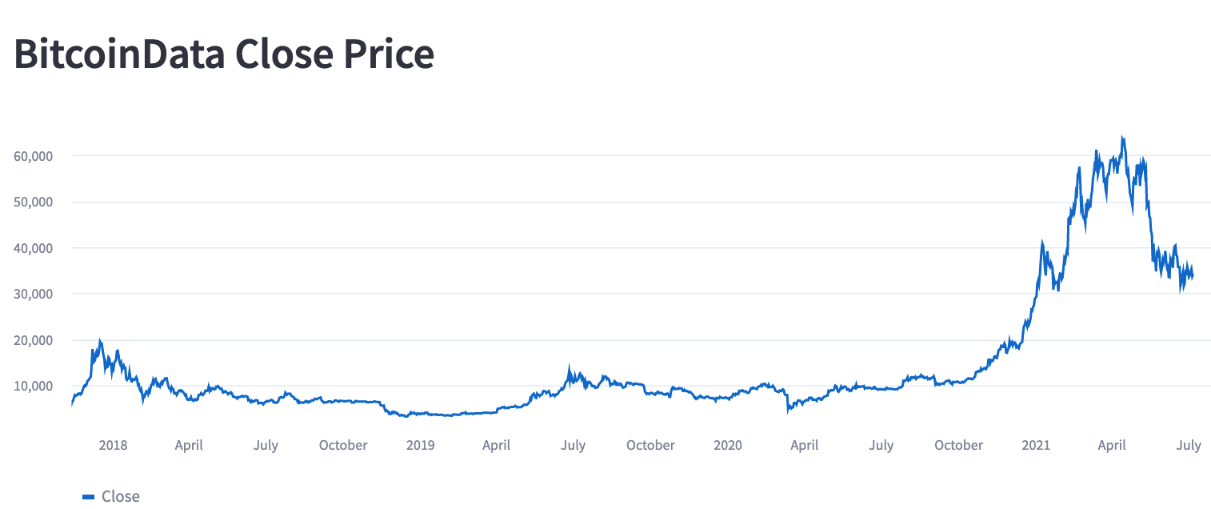 BitcoinData Close Price
60,000
50,000
40,000
30,000
20,000
10,000
2018 April July October 2019 April July October 2020 April July October 2021 April July
Close